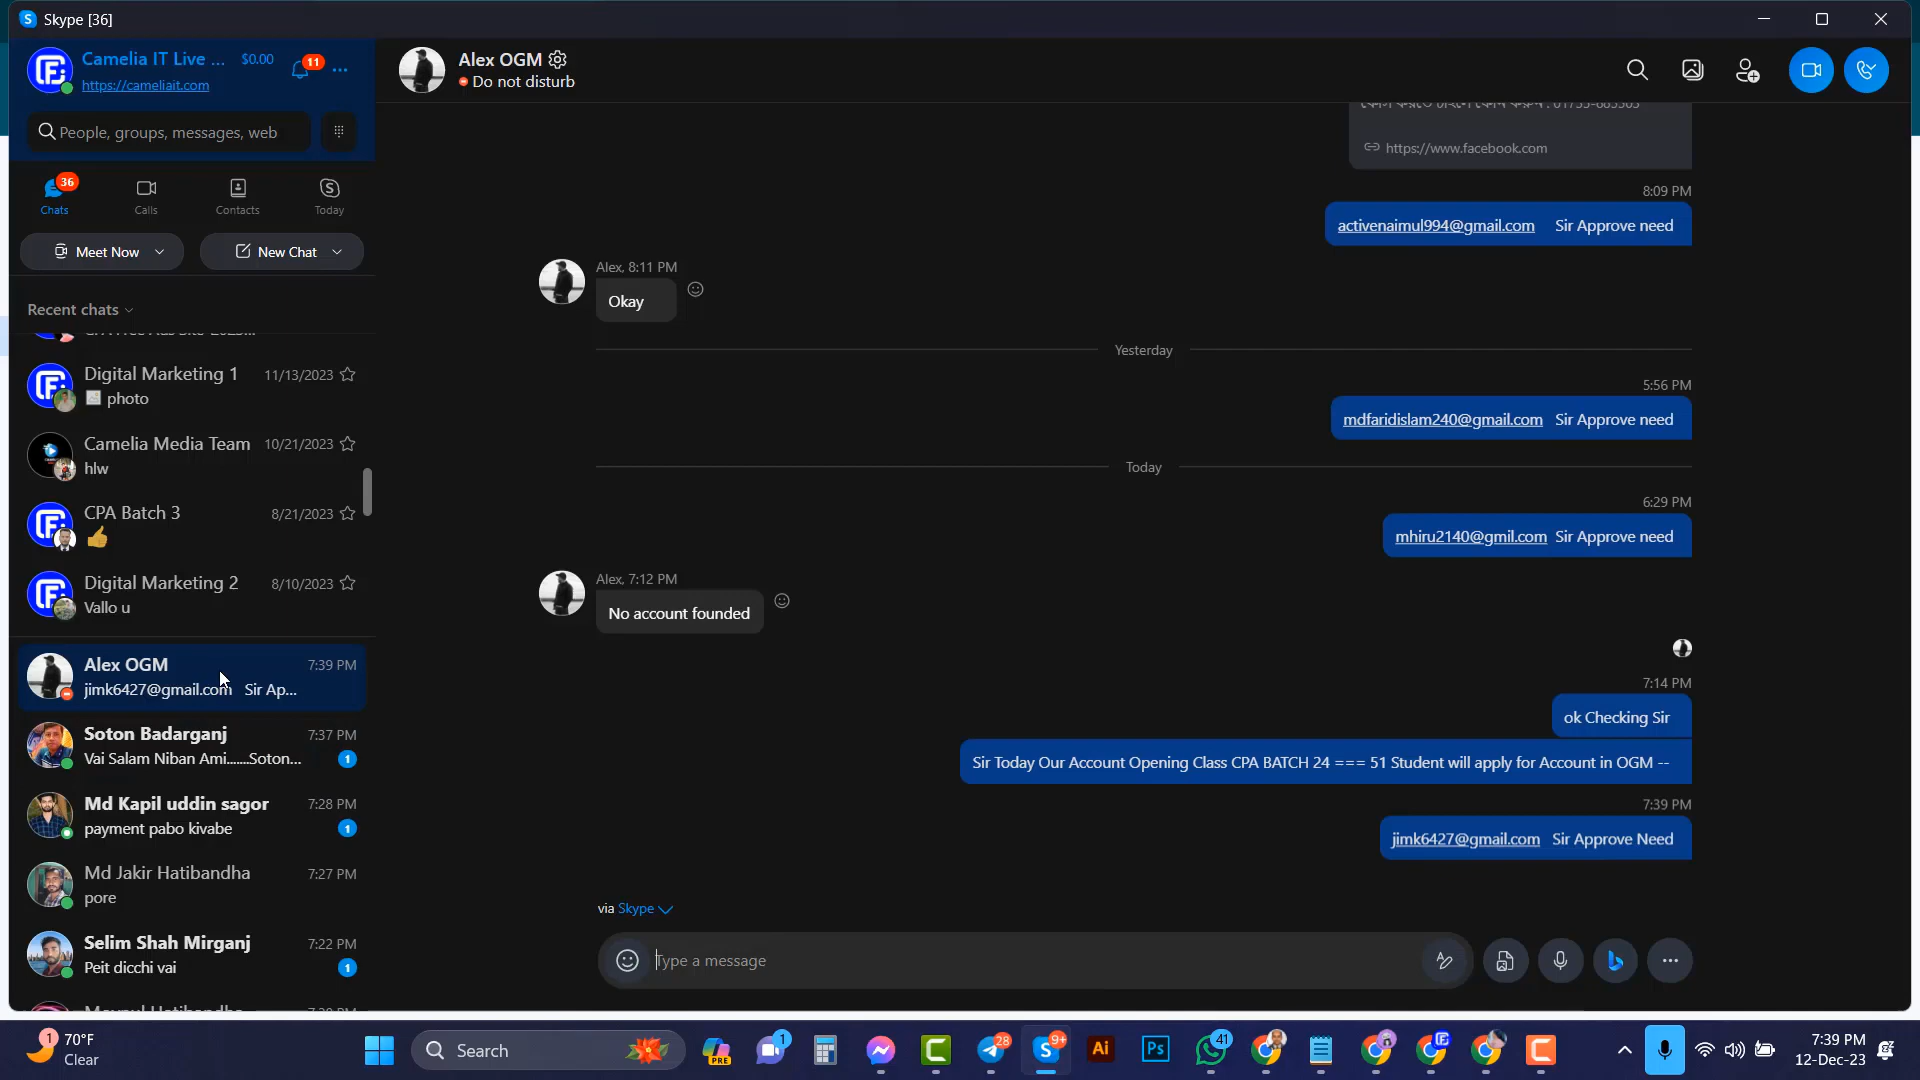 Skype [36]
Camelia IT Live ...
$0.00
11
https://cameliait.com
People, groups, messages, web
36
Chats
Calls
Contacts
Today
Meet Now
New Chat
Recent chats
Digital Marketing 1
11/13/2023
photo
Camelia Media Team
10/21/2023
hlw
CPA Batch 3
8/21/2023
Digital Marketing 2
8/10/2023
Vallo u
Alex OGM
7:39 PM
jimk6427@gmail.com Sir Ap...
Soton Badarganj
7:37 PM
Vai Salam Niban Ami.......Soton...
1
Md Kapil uddin sagor
7:28 PM
payment pabo kivabe
1
Md Jakir Hatibandha
7:27 PM
pore
Selim Shah Mirganj
7:22 PM
Peit dicchi vai
1
Alex OGM
Do not disturb
https://www.facebook.com
8:09 PM
activenaimul994@gmail.com Sir Approve need
Alex, 8:11 PM
Okay
Yesterday
5:56 PM
mdfaridislam240@gmail.com Sir Approve need
Today
6:29 PM
mhiru2140@gmil.com Sir Approve need
Alex, 7:12 PM
No account founded
7:14 PM
ok Checking Sir
Sir Today Our Account Opening Class CPA BATCH 24 === 51 Student will apply for Account in OGM --
7:39 PM
jimk6427@gmail.com Sir Approve Need
via Skype
Type a message
1
70°F
Clear
Search
PRE
1
28
9+
Ai
Ps
41
7:39 PM
12-Dec-23